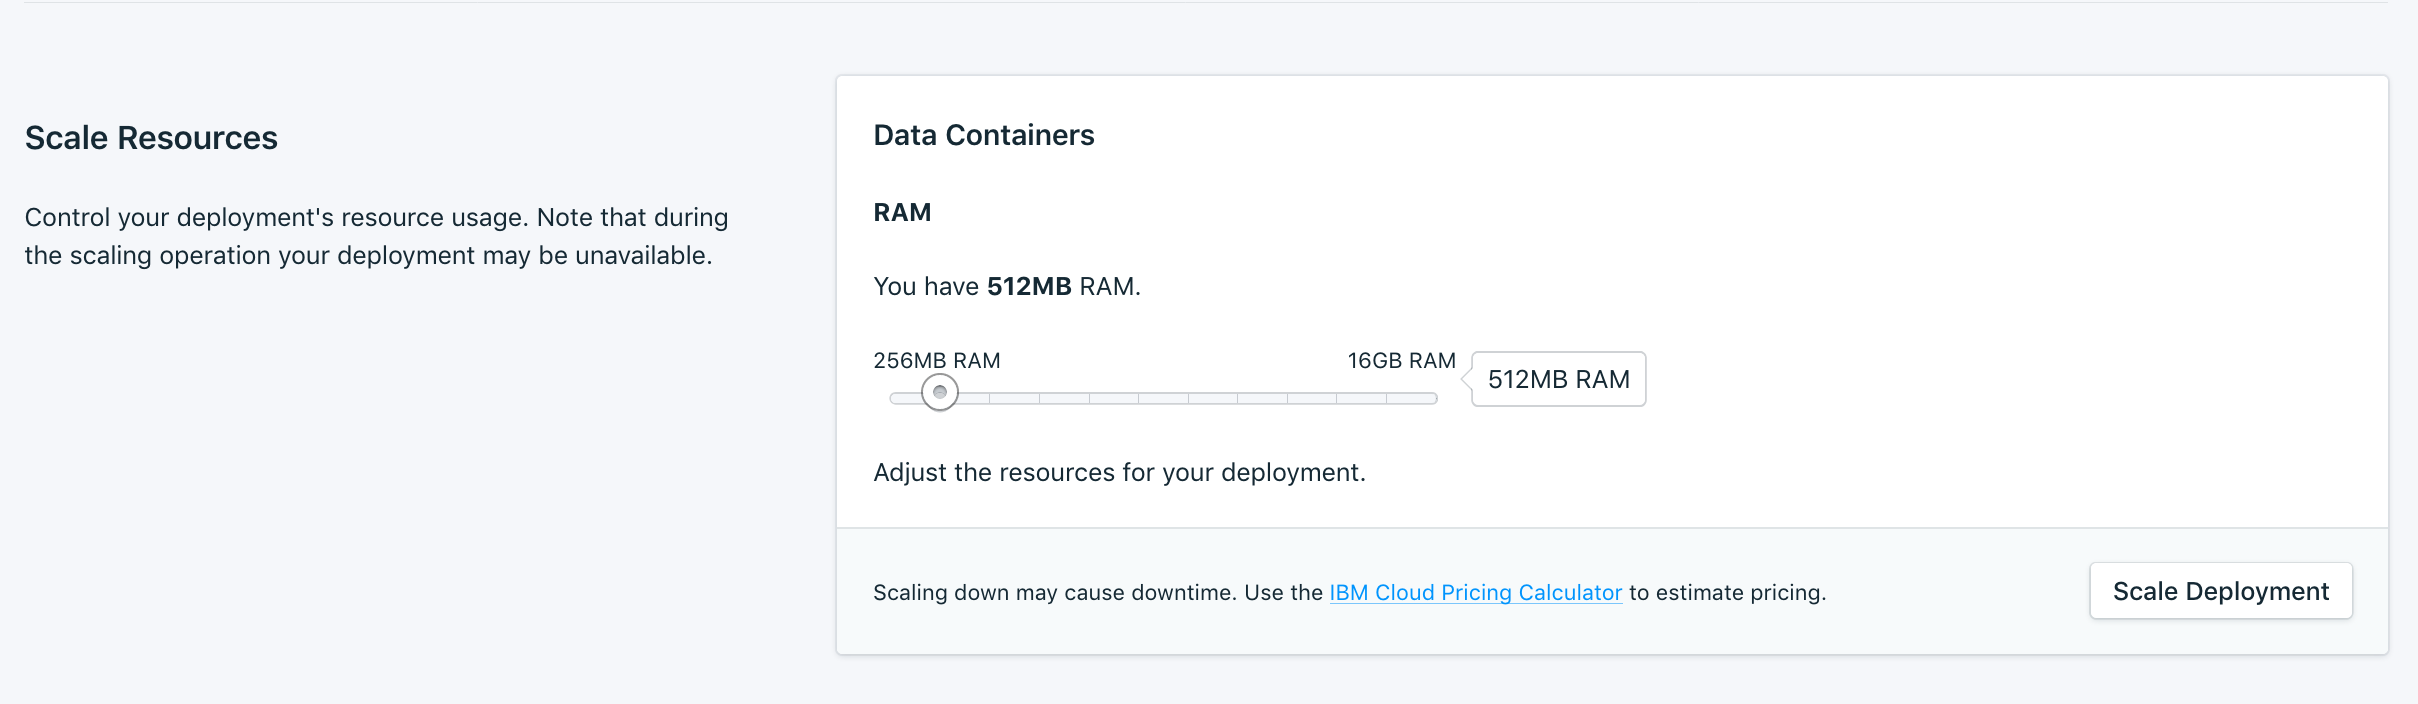 Scale Resources
Control your deployment's resource usage. Note that during
the scaling operation your deployment may be unavailable.
Data Containers
RAM
You have 512MB RAM.
256MB RAM
16GB RAM
512MB RAM
Adjust the resources for your deployment.
Scaling down may cause downtime. Use the IBM Cloud Pricing Calculator to estimate pricing.
Scale Deployment